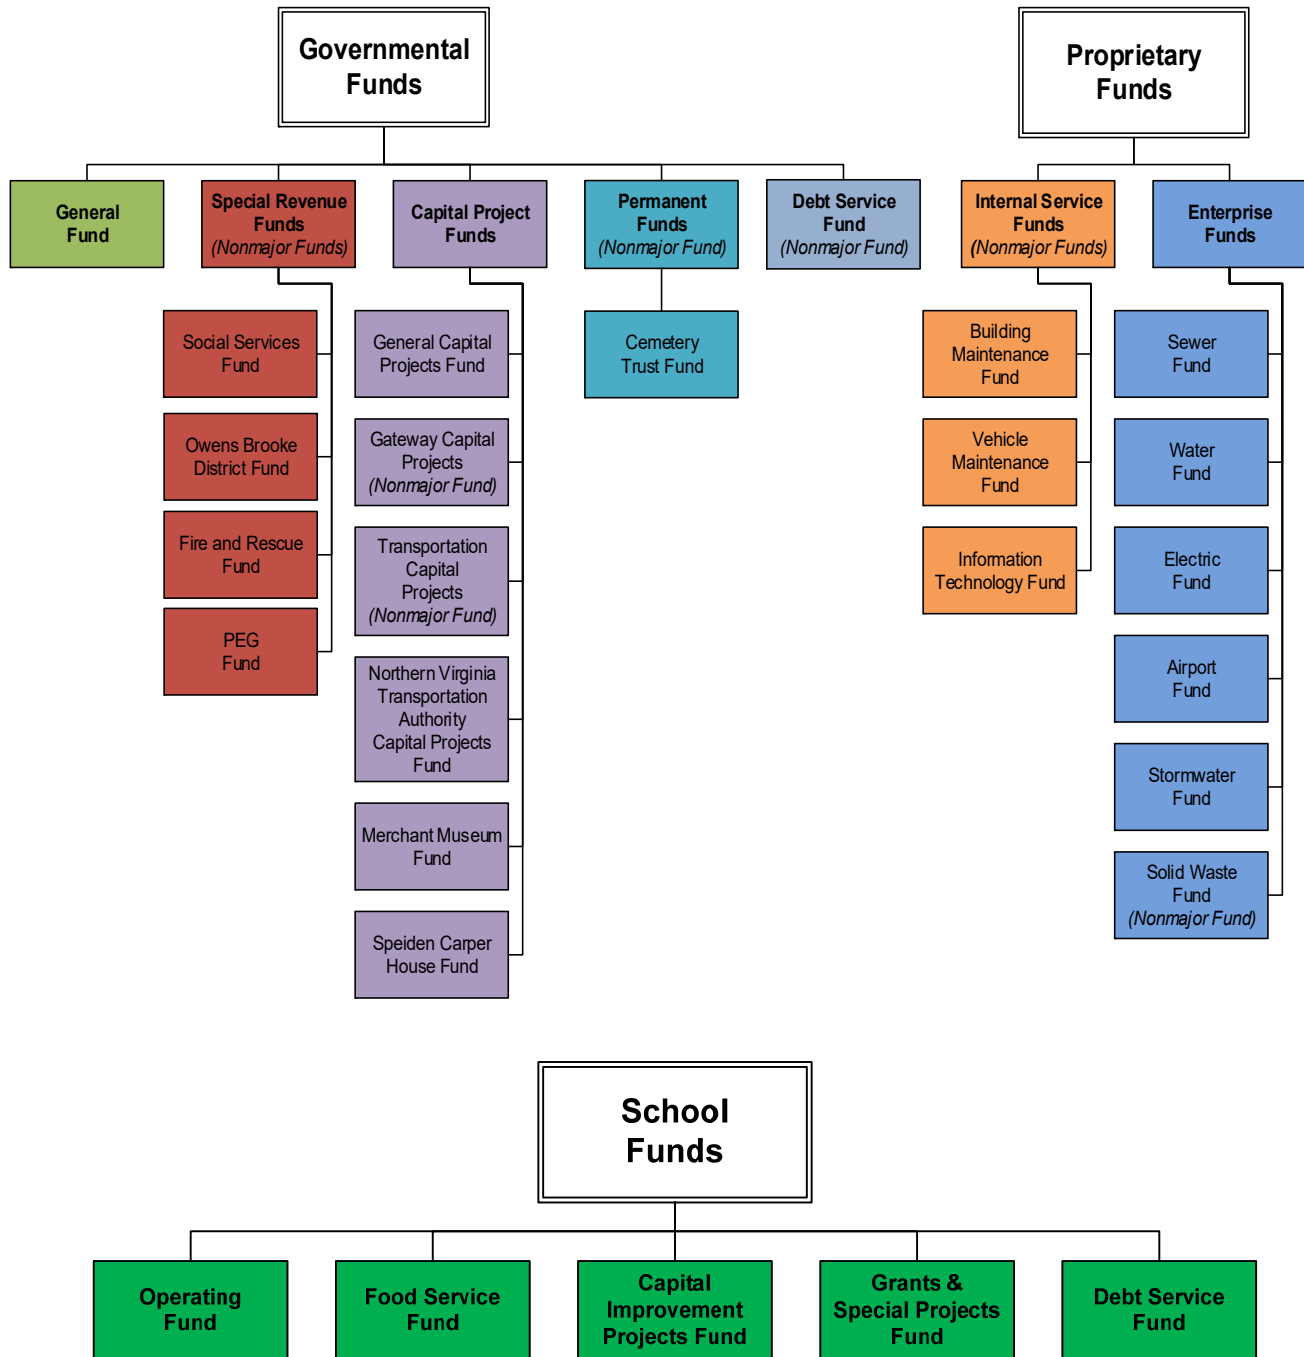 Governmental
Funds
Proprietary
Funds
General
Fund
Special Revenue
Funds
(Nonmajor Funds)
Capital Project
Funds
Permanent
Funds
(Nonmajor Fund)
Debt Service
Fund
(Nonmajor Fund)
Internal Service
Funds
(Nonmajor Funds)
Enterprise
Funds
Social Services
Fund
Owens Brooke
District Fund
Fire and Rescue
Fund
PEG
Fund
General Capital
Projects Fund
Gateway Capital
Projects
(Nonmajor Fund)
Transportation
Capital
Projects
(Nonmajor Fund)
Northern Virginia
Transportation
Authority
Capital Projects
Fund
Merchant Museum
Fund
Speiden Carper
House Fund
Cemetery
Trust Fund
Building
Maintenance
Fund
Vehicle
Maintenance
Fund
Information
Technology Fund
Sewer
Fund
Water
Fund
Electric
Fund
Airport
Fund
Stormwater
Fund
Solid Waste
Fund
(Nonmajor Fund)
School
Funds
Operating
Fund
Food Service
Fund
Capital
Improvement
Projects Fund
Grants &
Special Projects
Fund
Debt Service
Fund